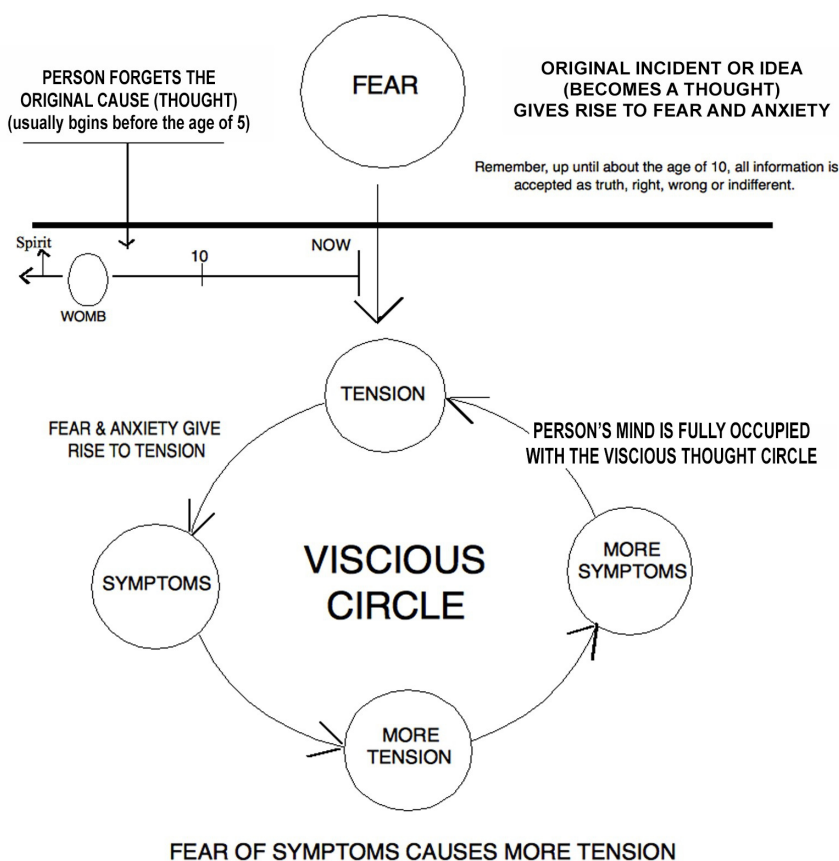 PERSON FORGETS THE
ORIGINAL CAUSE (THOUGHT)
(usually bgins before the age of 5)
FEAR
ORIGINAL INCIDENT OR IDEA
(BECOMES A THOUGHT)
GIVES RISE TO FEAR AND ANXIETY
Remember, up until about the age of 10, all information is
accepted as truth, right, wrong or indifferent.
Spirit
10
NOW
WOMB
TENSION
FEAR & ANXIETY GIVE
RISE TO TENSION
PERSON'S MIND IS FULLY OCCUPIED
WITH THE VISCIOUS THOUGHT CIRCLE
SYMPTOMS
VISCIOUS
CIRCLE
MORE
SYMPTOMS
MORE
TENSION
FEAR OF SYMPTOMS CAUSES MORE TENSION